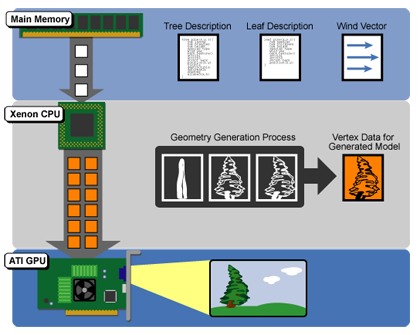 Main Memory
Tree Description
Leaf Description
Wind Vector
Xenon CPU
Geometry Generation Process
Vertex Data for
Generated Model
ATI GPU